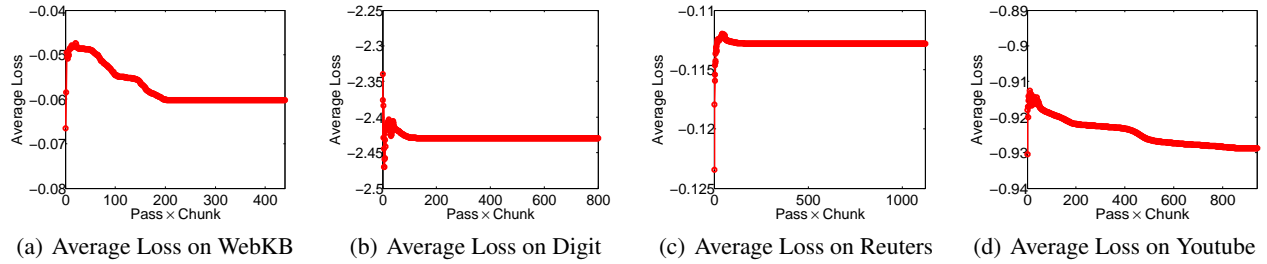 −0.04
−0.05
−0.06
−0.07
−0.08
0 100 200 300 400
Pass × Chunk
Average Loss
(a) Average Loss on WebKB
−2.25
−2.3
−2.35
−2.4
−2.45
−2.5
0 200 400 600 800
Pass × Chunk
Average Loss
(b) Average Loss on Digit
−0.11
−0.115
−0.12
−0.125
0 500 1000
Pass × Chunk
Average Loss
(c) Average Loss on Reuters
−0.89
−0.9
−0.91
−0.92
−0.93
−0.94
0 200 400 600 800
Pass × Chunk
Average Loss
(d) Average Loss on Youtube